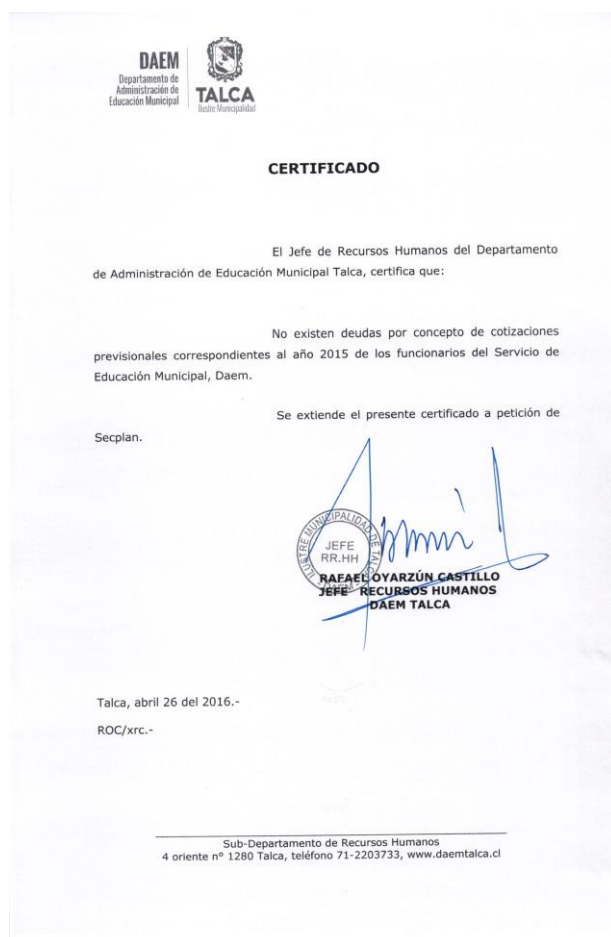 DAEM
Departamento de
Administración de
Educación Municipal
TALCA
Ilustre Municipalidad
CERTIFICADO
El Jefe de Recursos Humanos del Departamento
de Administración de Educación Municipal Talca, certifica que:
No existen deudas por concepto de cotizaciones
previsionales correspondientes al año 2015 de los funcionarios del Servicio de
Educación Municipal, Daem.
Se extiende el presente certificado a petición de
Secplan.
ILUSTRE MUNICIPALIDAD DE TALCA
JEFE
RR.HH
DAEM
RAFAEL OYARZÚN CASTILLO
JEFE RECURSOS HUMANOS
DAEM TALCA
Talca, abril 26 del 2016.-
ROC/xrc.-
Sub-Departamento de Recursos Humanos
4 oriente nº 1280 Talca, teléfono 71-2203733, www.daemtalca.cl